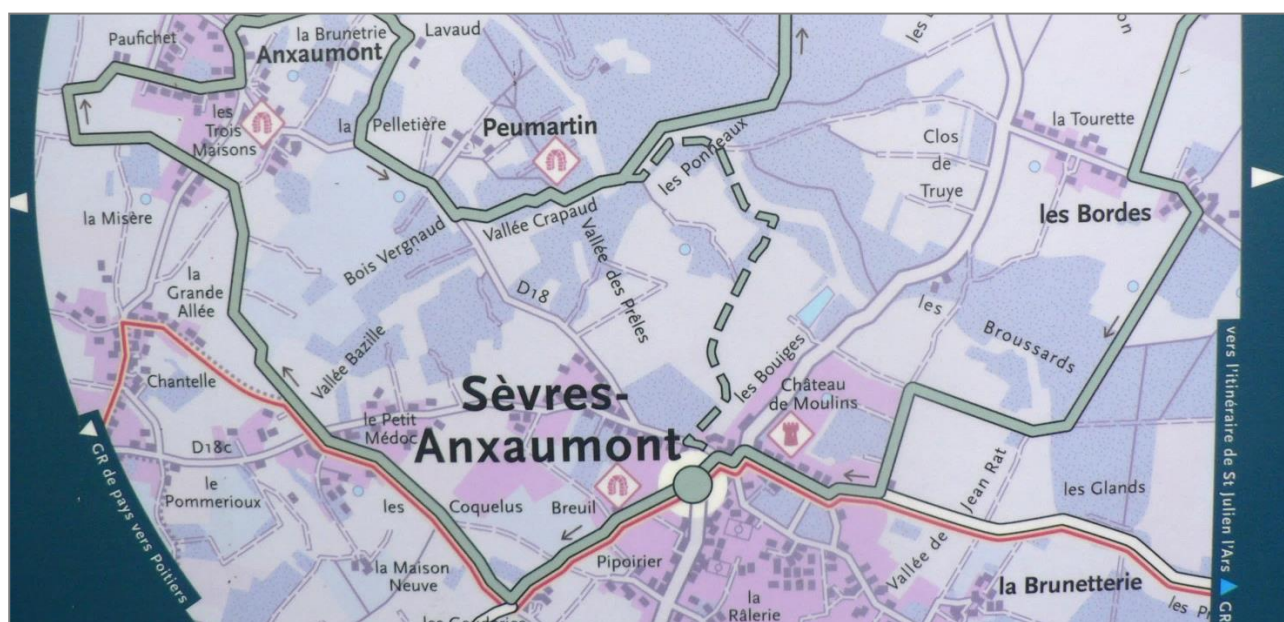 Paufichet
la Brunetrie
Anxaumont
Lavaud
les
Trois
Maisons
la Pelletière
Peumartin
les Ponneaux
la Tourette
Clos
de
Truye
les Bordes
la Misère
Bois Vergnaud
Vallée Crapaud
Vallée des Prêles
la
Grande
Allée
D18
les
Broussards
Vallée Bazille
Chantelle
les Bouiges
Château
de Moulins
Sèvres-
Anxaumont
le Petit
Médoc
D18c
le
Pommerioux
les Coquelus
Breuil
Jean Rat
les Glands
Pipoirier
la Maison
Neuve
Vallée de
la Brunetterie
la
Râlerie
GR de pays vers Poitiers
vers l'itinéraire de St Julien l'Ars
GR